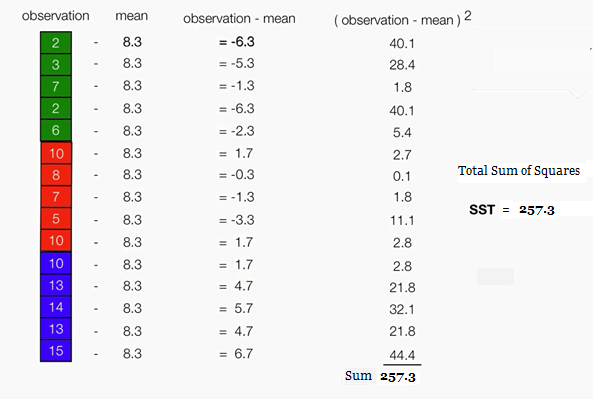 observation mean observation - mean ( observation - mean ) 2
2 - 8.3 = -6.3 40.1
3 - 8.3 = -5.3 28.4
7 - 8.3 = -1.3 1.8
2 - 8.3 = -6.3 40.1
6 - 8.3 = -2.3 5.4
10 - 8.3 = 1.7 2.7
8 - 8.3 = -0.3 0.1
7 - 8.3 = -1.3 1.8
5 - 8.3 = -3.3 11.1
10 - 8.3 = 1.7 2.8
10 - 8.3 = 1.7 2.8
13 - 8.3 = 4.7 21.8
14 - 8.3 = 5.7 32.1
13 - 8.3 = 4.7 21.8
15 - 8.3 = 6.7 44.4
Sum 257.3
Total Sum of Squares
SST = 257.3